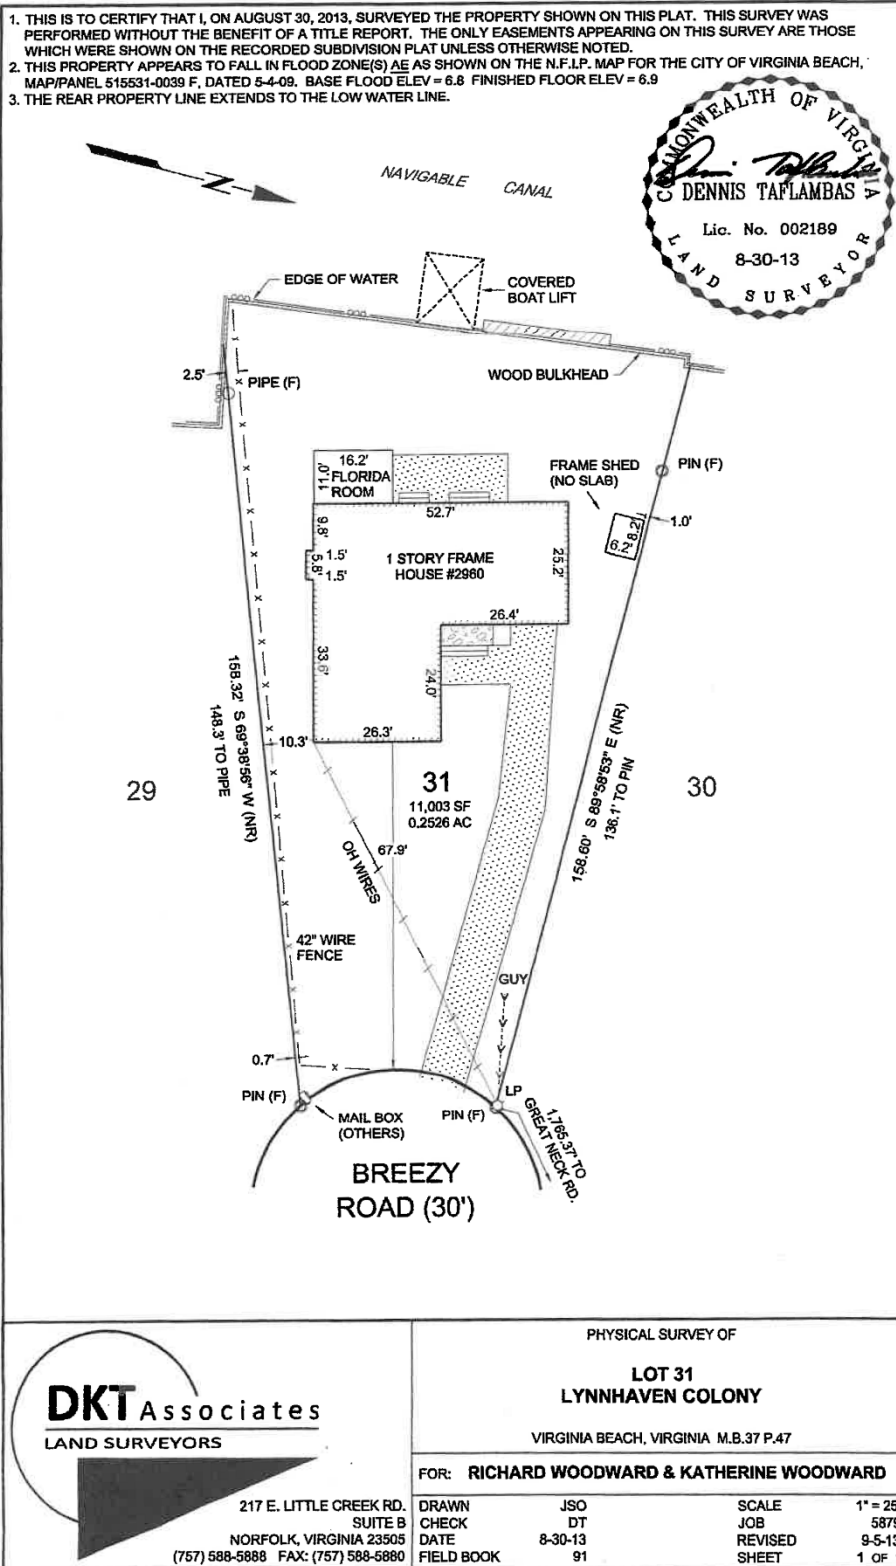 1. THIS IS TO CERTIFY THAT I, ON AUGUST 30, 2013, SURVEYED THE PROPERTY SHOWN ON THIS PLAT. THIS SURVEY WAS
PERFORMED WITHOUT THE BENEFIT OF A TITLE REPORT. THE ONLY EASEMENTS APPEARING ON THIS SURVEY ARE THOSE
WHICH WERE SHOWN ON THE RECORDED SUBDIVISION PLAT UNLESS OTHERWISE NOTED.
2. THIS PROPERTY APPEARS TO FALL IN FLOOD ZONE(S) AE AS SHOWN ON THE N.F.I.P. MAP FOR THE CITY OF VIRGINIA BEACH,
MAP/PANEL 515531-0039 F, DATED 5-4-09. BASE FLOOD ELEV = 6.8 FINISHED FLOOR ELEV = 6.9
3. THE REAR PROPERTY LINE EXTENDS TO THE LOW WATER LINE.
COMMONWEALTH OF VIRGINIA
DENNIS TAFLAMBAS
Lic. No. 002189
8-30-13
LAND SURVEYOR
N
NAVIGABLE CANAL
EDGE OF WATER
COVERED
BOAT LIFT
WOOD BULKHEAD
2.5'
PIPE (F)
16.2'
11.0'
FLORIDA
ROOM
FRAME SHED
(NO SLAB)
PIN (F)
52.7'
1.0'
8.2'
6.2'
9.8'
1.5'
5.8'
1.5'
1 STORY FRAME
HOUSE #2960
25.2'
26.4'
33.6'
24.0'
26.3'
10.3'
158.32' S 69°38'56" W (NR)
148.3' TO PIPE
29
31
11,003 SF
0.2526 AC
30
158.60' S 89°58'53" E (NR)
136.1' TO PIN
67.9'
OH WIRES
42" WIRE
FENCE
GUY
0.7'
PIN (F)
MAIL BOX
(OTHERS)
PIN (F)
LP
1,765.37' TO
GREAT NECK RD.
BREEZY
ROAD (30')
DKT Associates
LAND SURVEYORS
217 E. LITTLE CREEK RD.
SUITE B
NORFOLK, VIRGINIA 23505
(757) 588-5888 FAX: (757) 588-5880
PHYSICAL SURVEY OF
LOT 31
LYNNHAVEN COLONY
VIRGINIA BEACH, VIRGINIA M.B.37 P.47
FOR: RICHARD WOODWARD & KATHERINE WOODWARD
DRAWN JSO SCALE 1" = 25
CHECK DT JOB 5879
DATE 8-30-13 REVISED 9-5-13
FIELD BOOK 91 SHEET 1 OF